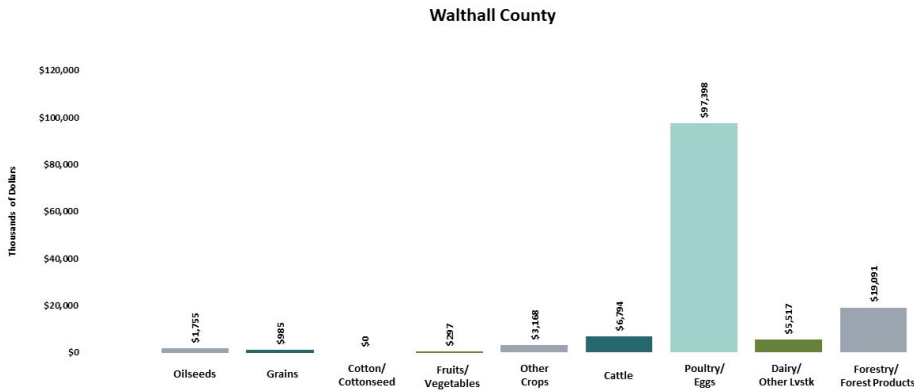 Walthall County
Thousands of Dollars
$120,000
$100,000
$80,000
$60,000
$40,000
$20,000
$0
$1,755
$985
$0
$297
$3,168
$6,794
$97,398
$5,517
$19,091
Oilseeds
Grains
Cotton/
Cottonseed
Fruits/
Vegetables
Other
Crops
Cattle
Poultry/
Eggs
Dairy/
Other Lvstk
Forestry/
Forest Products